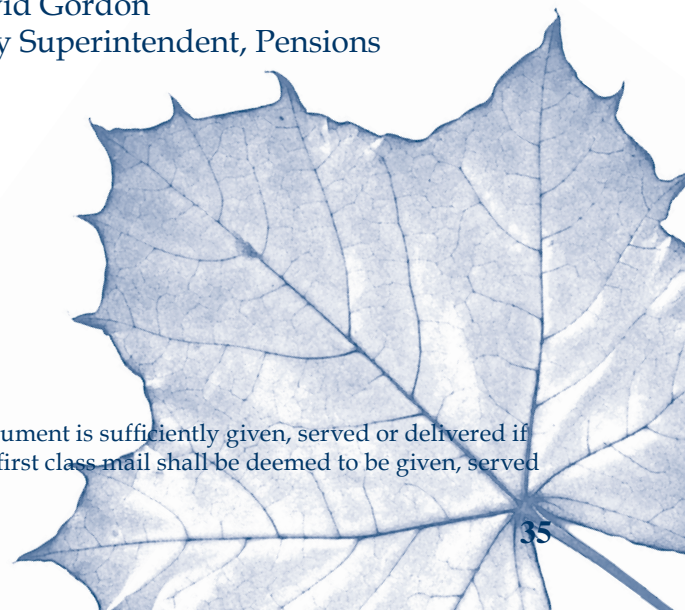 vid Gordon
y Superintendent, Pensions
ument is sufficiently given, served or delivered if
first class mail shall be deemed to be given, served
35